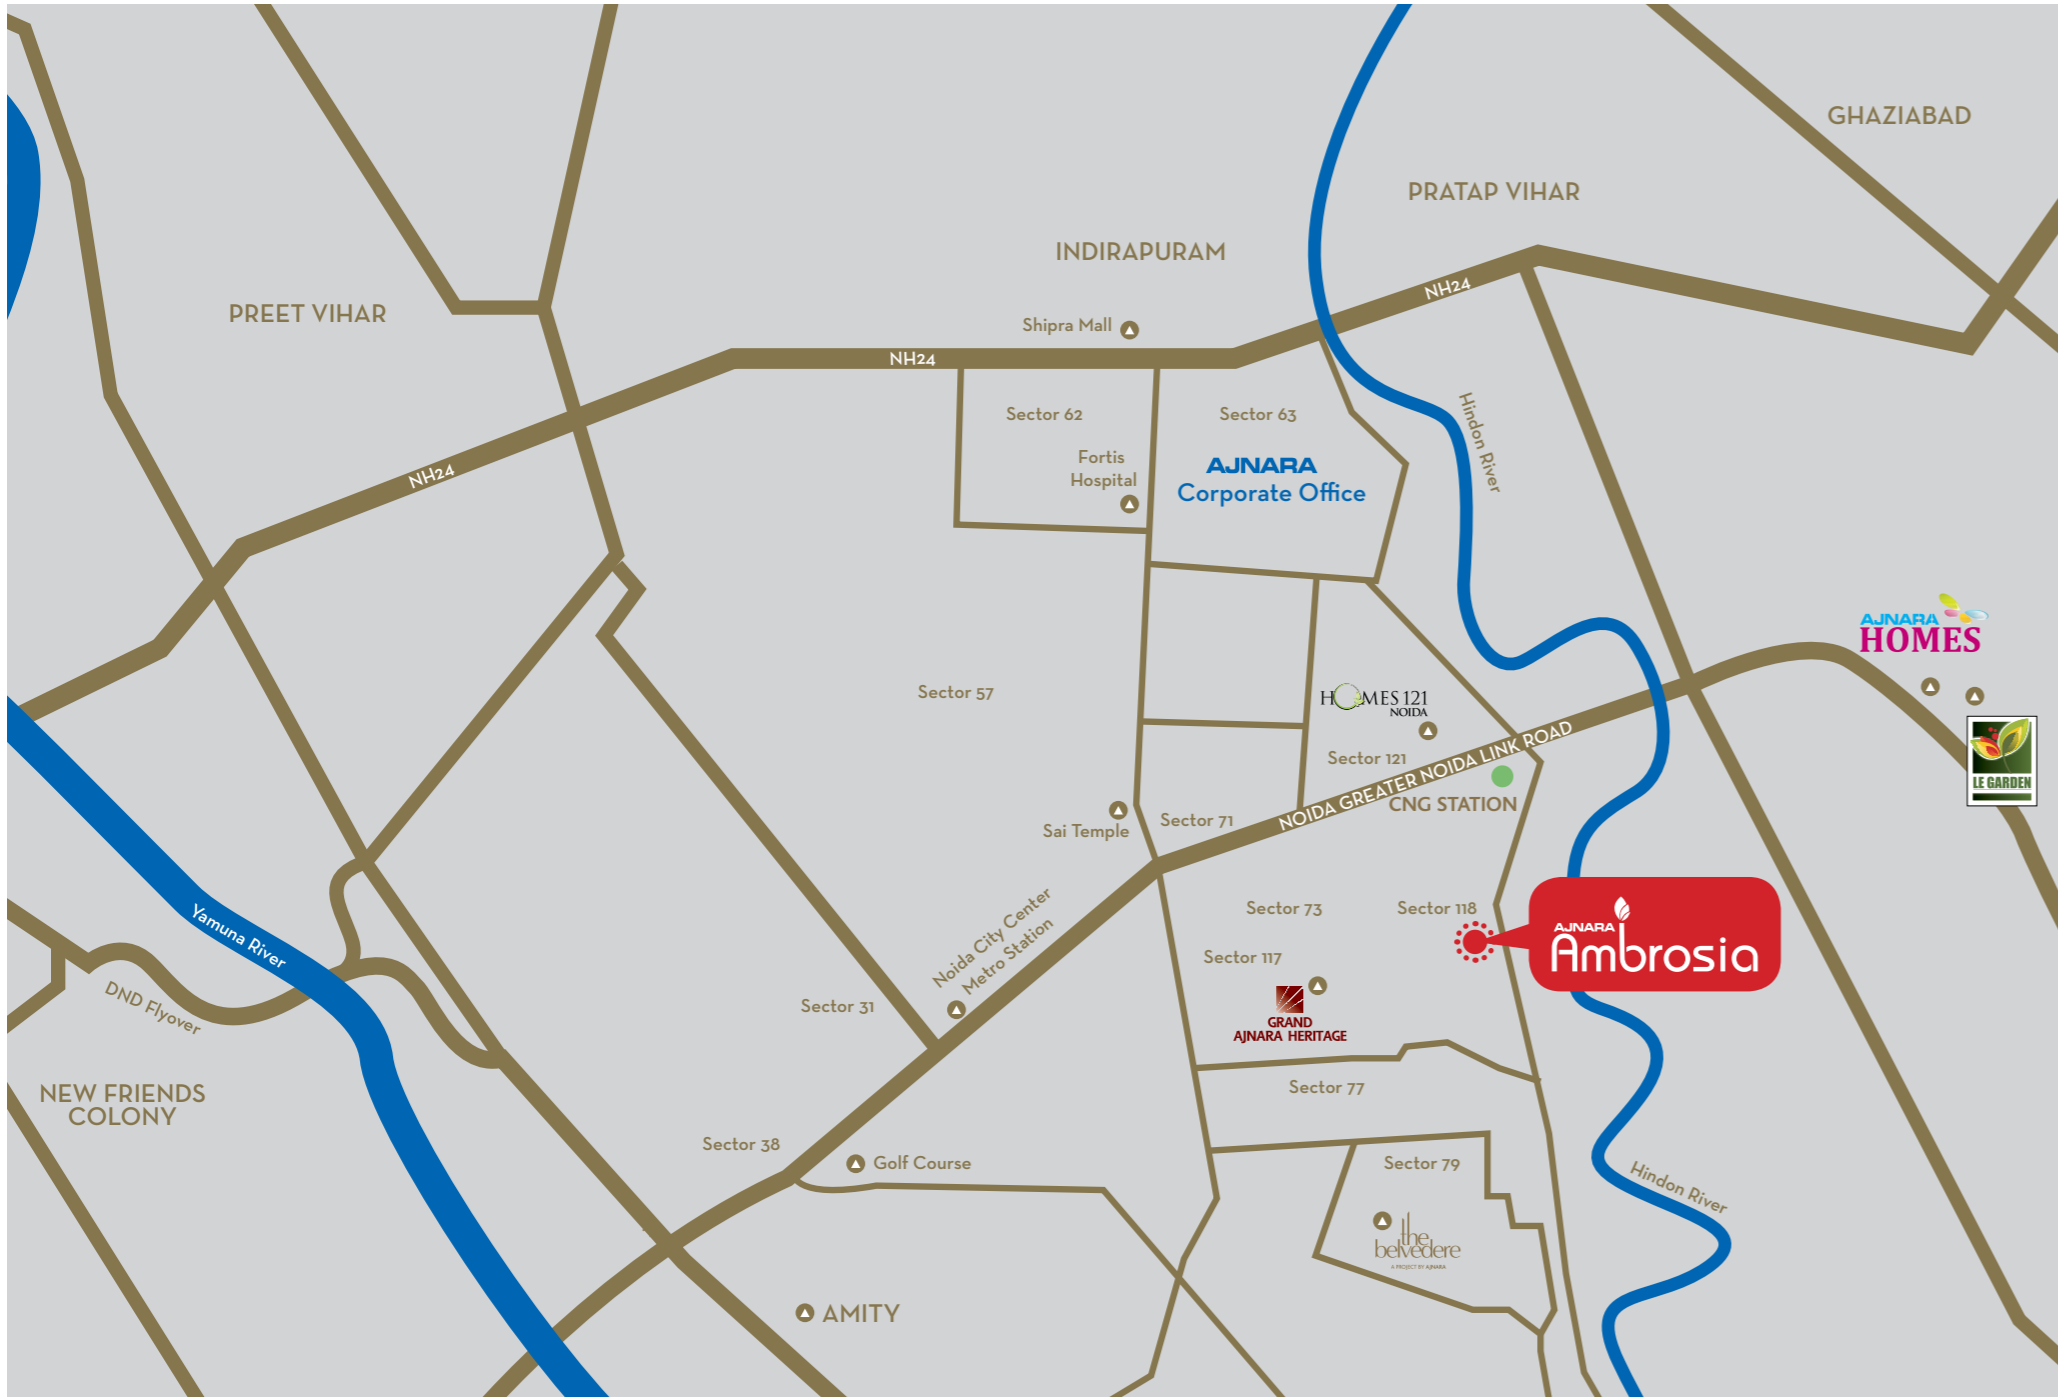 GHAZIABAD
PRATAP VIHAR
INDIRAPURAM
NH24
PREET VIHAR
Shipra Mall
NH24
Hindon River
Sector 62
Sector 63
Fortis
Hospital
AJNARA
Corporate Office
NH24
AJNARA
HOMES
Sector 57
HOMES 121
NOIDA
Sector 121
NOIDA GREATER NOIDA LINK ROAD
LE GARDEN
CNG STATION
Sai Temple
Sector 71
Yamuna River
Noida City Center
Metro Station
Sector 73
Sector 118
AJNARA
Ambrosia
Sector 117
DND Flyover
Sector 31
GRAND
AJNARA HERITAGE
NEW FRIENDS
COLONY
Sector 77
Sector 38
Golf Course
Sector 79
Hindon River
the
belvedere
A PROJECT BY AJNARA
AMITY